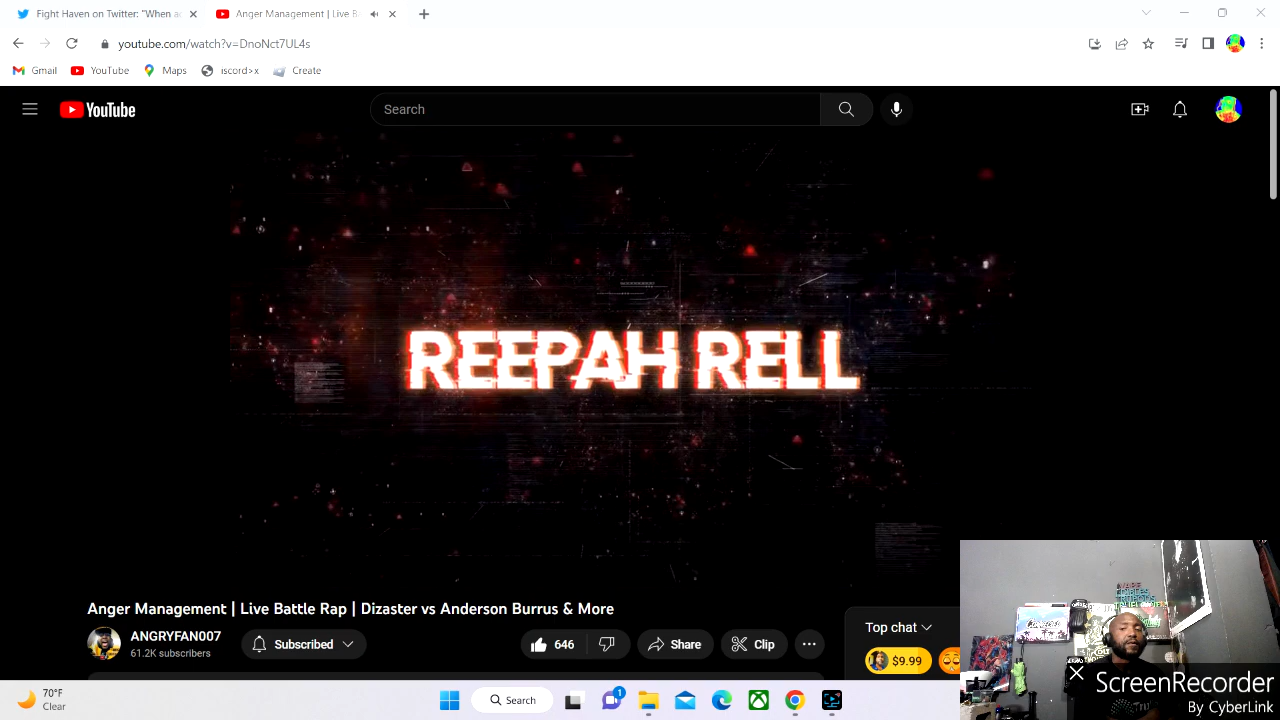 Fight Haven on Twitter: "When a
Anger Management | Live B
youtube.com/watch?v=DnoNct7UL4s
Gmail
YouTube
Maps
iscord>x
Create
YouTube
Search
REEPAH RELL
Anger Management | Live Battle Rap | Dizaster vs Anderson Burrus & More
ANGRYFAN007
61.2K subscribers
Subscribed
646
Share
Clip
Top chat
$9.99
ScreenRecorder
By CyberLink
70°F
Clear
Search
1